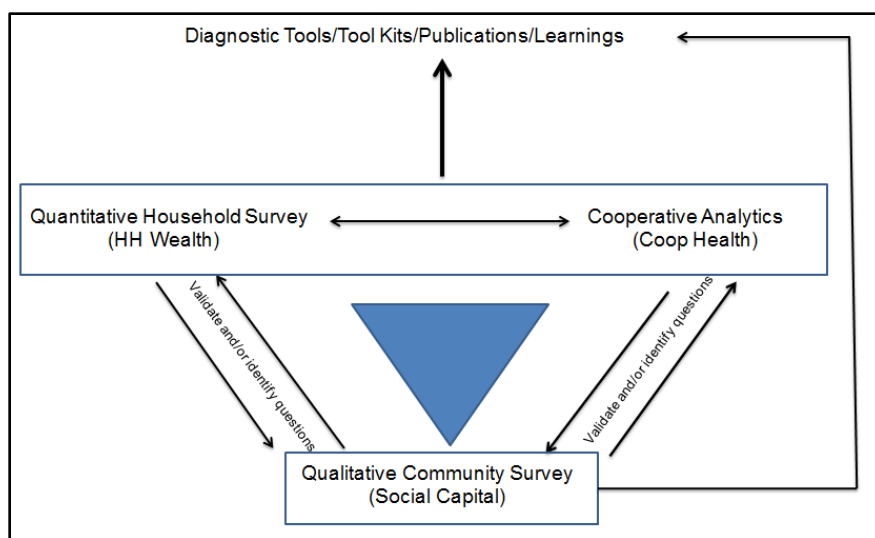 Diagnostic Tools/Tool Kits/Publications/Learnings
Quantitative Household Survey
(HH Wealth)
Cooperative Analytics
(Coop Health)
Validate and/or identify questions
Validate and/or identify questions
Qualitative Community Survey
(Social Capital)